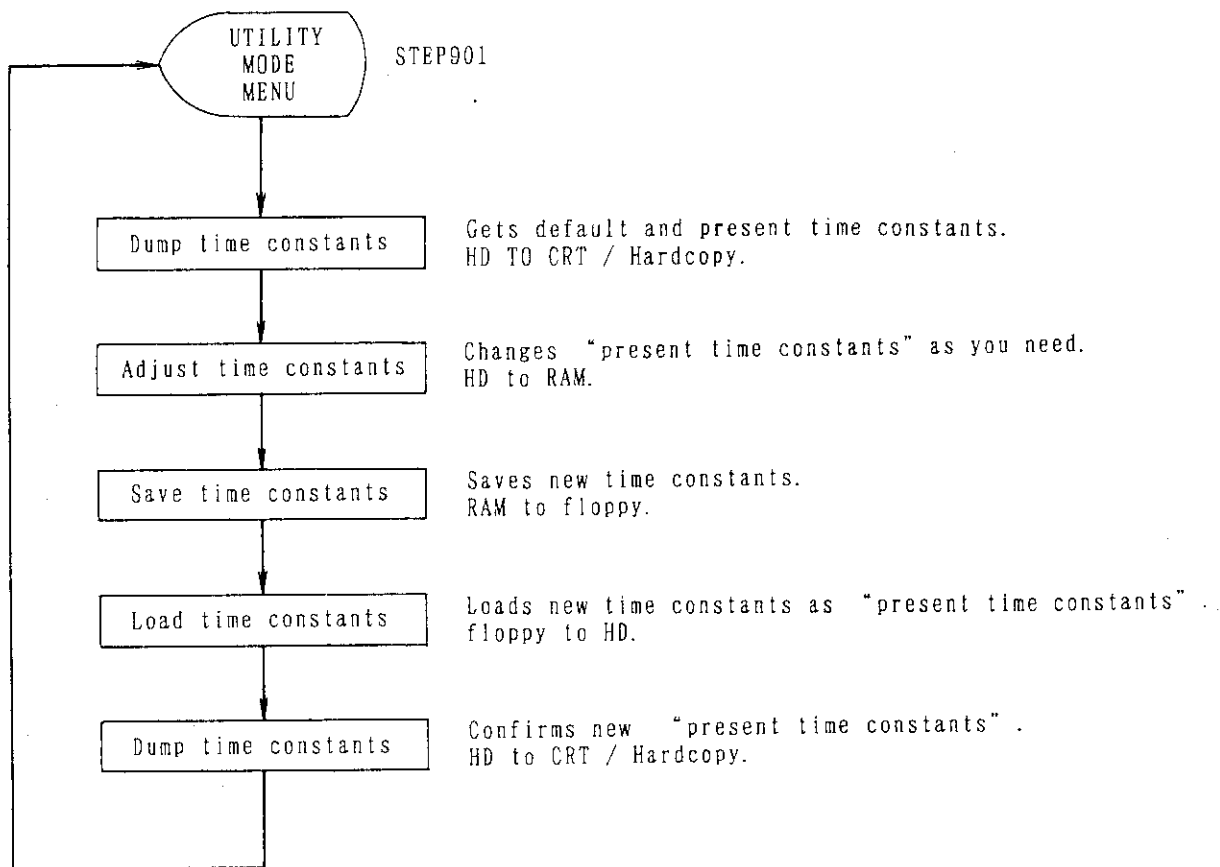 UTILITY
MODE
MENU
STEP901
Dump time constants
Gets default and present time constants.
HD TO CRT / Hardcopy.
Adjust time constants
Changes “present time constants” as you need.
HD to RAM.
Save time constants
Saves new time constants.
RAM to floppy.
Load time constants
Loads new time constants as “present time constants” .
floppy to HD.
Dump time constants
Confirms new “present time constants” .
HD to CRT / Hardcopy.